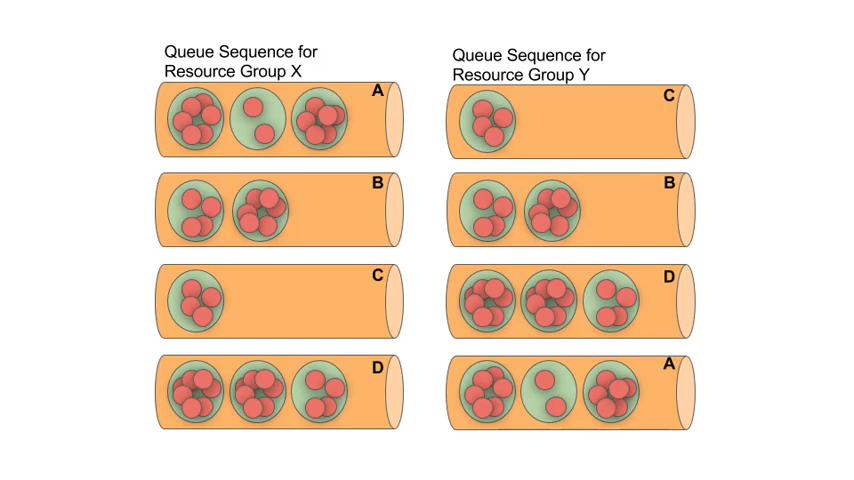 Queue Sequence for
Resource Group X
A
B
C
D
Queue Sequence for
Resource Group Y
C
B
D
A